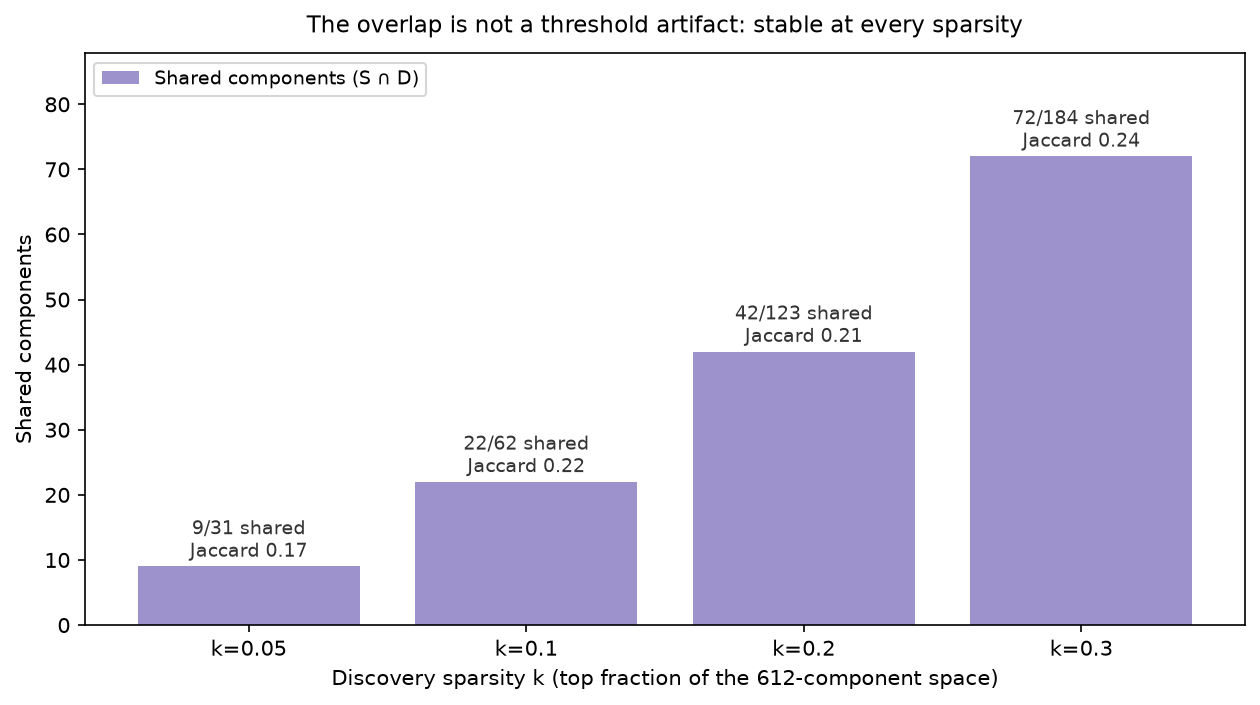 The overlap is not a threshold artifact: stable at every sparsity
Shared components (S ∩ D)
Shared components
80
70
60
50
40
30
20
10
0
9/31 shared
Jaccard 0.17
22/62 shared
Jaccard 0.22
42/123 shared
Jaccard 0.21
72/184 shared
Jaccard 0.24
k=0.05
k=0.1
k=0.2
k=0.3
Discovery sparsity k (top fraction of the 612-component space)